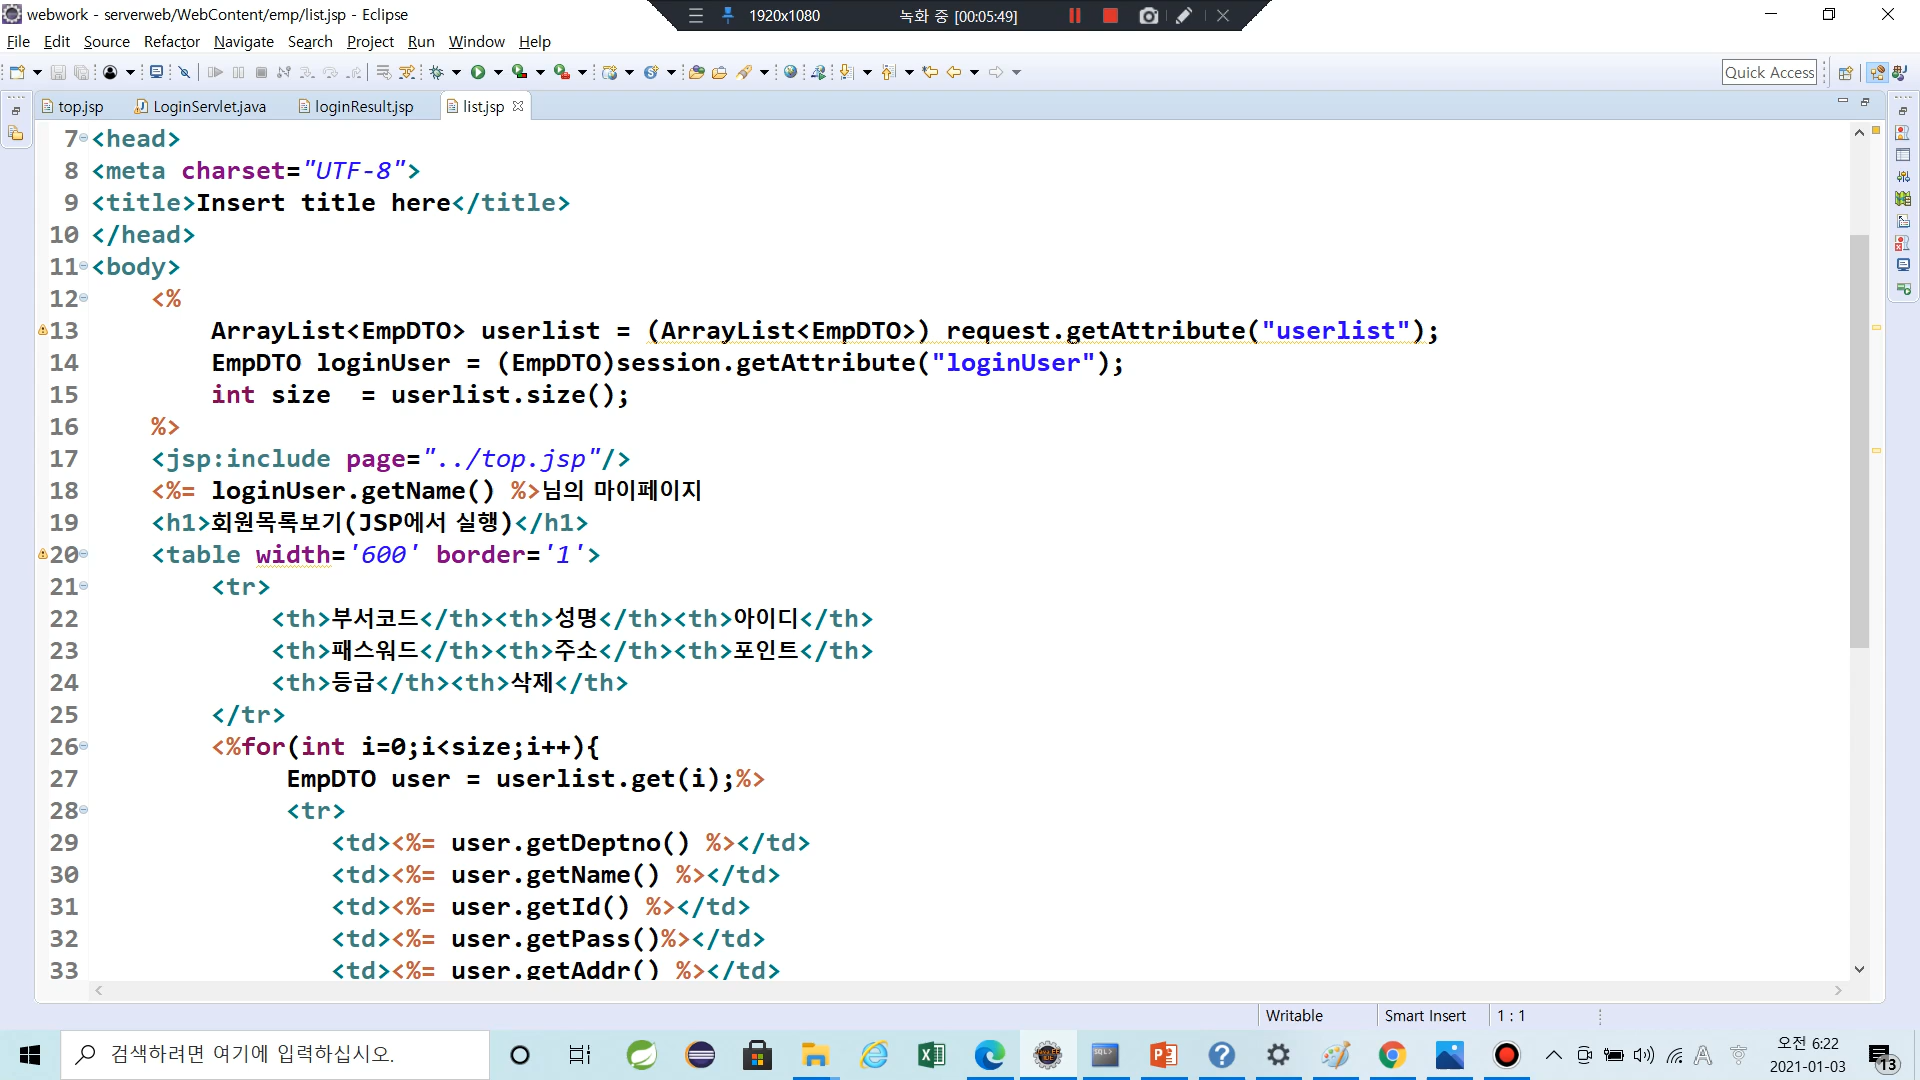 webwork - serverweb/WebContent/emp/list.jsp - Eclipse
1920x1080
녹화 중 [00:05:49]
File Edit Source Refactor Navigate Search Project Run Window Help
Quick Access
top.jsp LoginServlet.java loginResult.jsp list.jsp
7 <head>
8 <meta charset="UTF-8">
9 <title>Insert title here</title>
10 </head>
11 <body>
12 <%
13 ArrayList<EmpDTO> userlist = (ArrayList<EmpDTO>) request.getAttribute("userlist");
14 EmpDTO loginUser = (EmpDTO)session.getAttribute("loginUser");
15 int size  = userlist.size();
16 %>
17 <jsp:include page="../top.jsp"/>
18 <%= loginUser.getName() %>님의 마이페이지
19 <h1>회원목록보기(JSP에서 실행)</h1>
20 <table width='600' border='1'>
21 <tr>
22 <th>부서코드</th><th>성명</th><th>아이디</th>
23 <th>패스워드</th><th>주소</th><th>포인트</th>
24 <th>등급</th><th>삭제</th>
25 </tr>
26 <%for(int i=0;i<size;i++){
27 EmpDTO user = userlist.get(i);%>
28 <tr>
29 <td><%= user.getDeptno() %></td>
30 <td><%= user.getName() %></td>
31 <td><%= user.getId() %></td>
32 <td><%= user.getPass()%></td>
33 <td><%= user.getAddr() %></td>
Writable Smart Insert 1 : 1
검색하려면 여기에 입력하십시오.
오전 6:22
2021-01-03
13